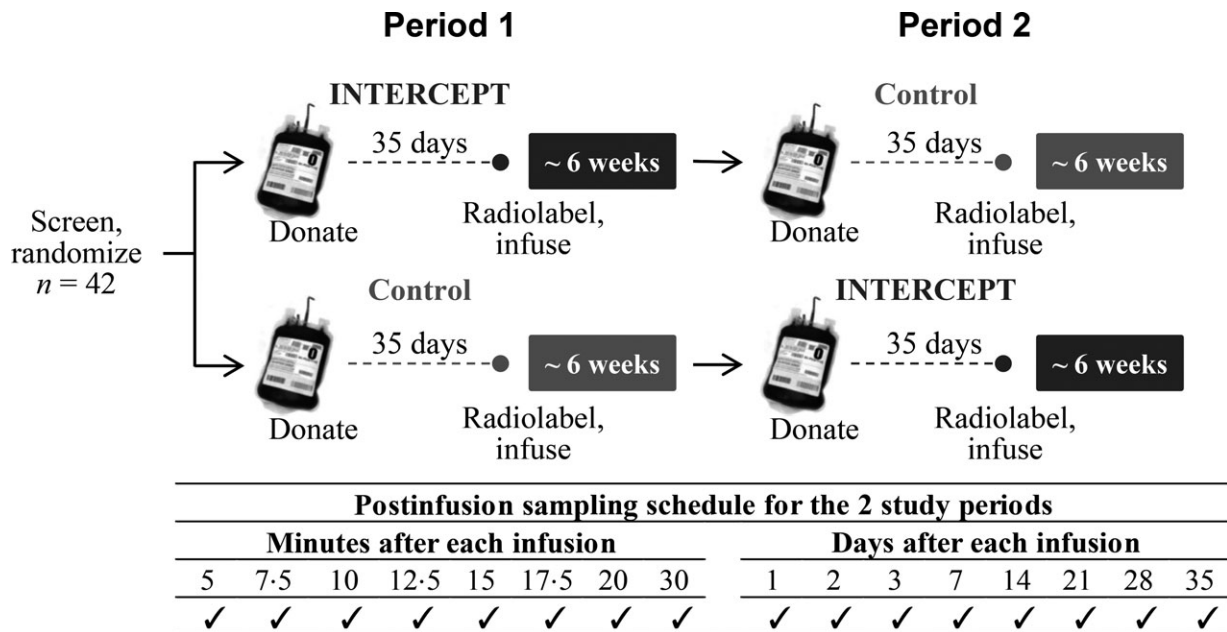 Period 1
Period 2
INTERCEPT
35 days
~ 6 weeks
Donate
Radiolabel,
infuse
Control
35 days
~ 6 weeks
Donate
Radiolabel,
infuse
Screen,
randomize
n = 42
Control
35 days
~ 6 weeks
Donate
Radiolabel,
infuse
INTERCEPT
35 days
~ 6 weeks
Donate
Radiolabel,
infuse
Postinfusion sampling schedule for the 2 study periods
Minutes after each infusion Days after each infusion
5 7·5 10 12·5 15 17·5 20 30 1 2 3 7 14 21 28 35
✓ ✓ ✓ ✓ ✓ ✓ ✓ ✓ ✓ ✓ ✓ ✓ ✓ ✓ ✓ ✓